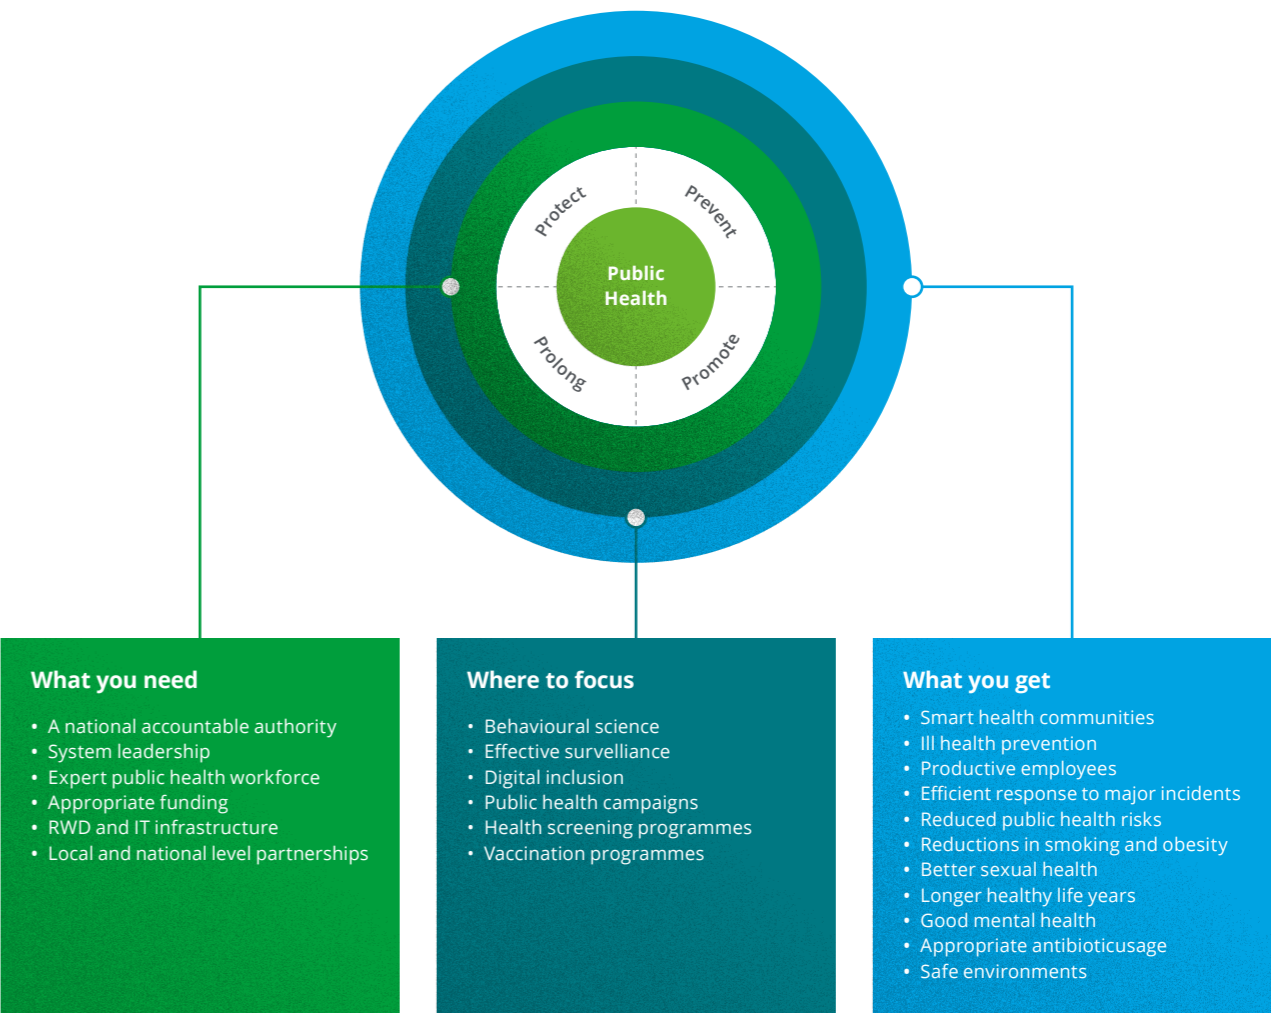 Protect
Prevent
Public
Health
Prolong
Promote
What you need
• A national accountable authority
• System leadership
• Expert public health workforce
• Appropriate funding
• RWD and IT infrastructure
• Local and national level partnerships
Where to focus
• Behavioural science
• Effective survelliance
• Digital inclusion
• Public health campaigns
• Health screening programmes
• Vaccination programmes
What you get
• Smart health communities
• Ill health prevention
• Productive employees
• Efficient response to major incidents
• Reduced public health risks
• Reductions in smoking and obesity
• Better sexual health
• Longer healthy life years
• Good mental health
• Appropriate antibioticusage
• Safe environments